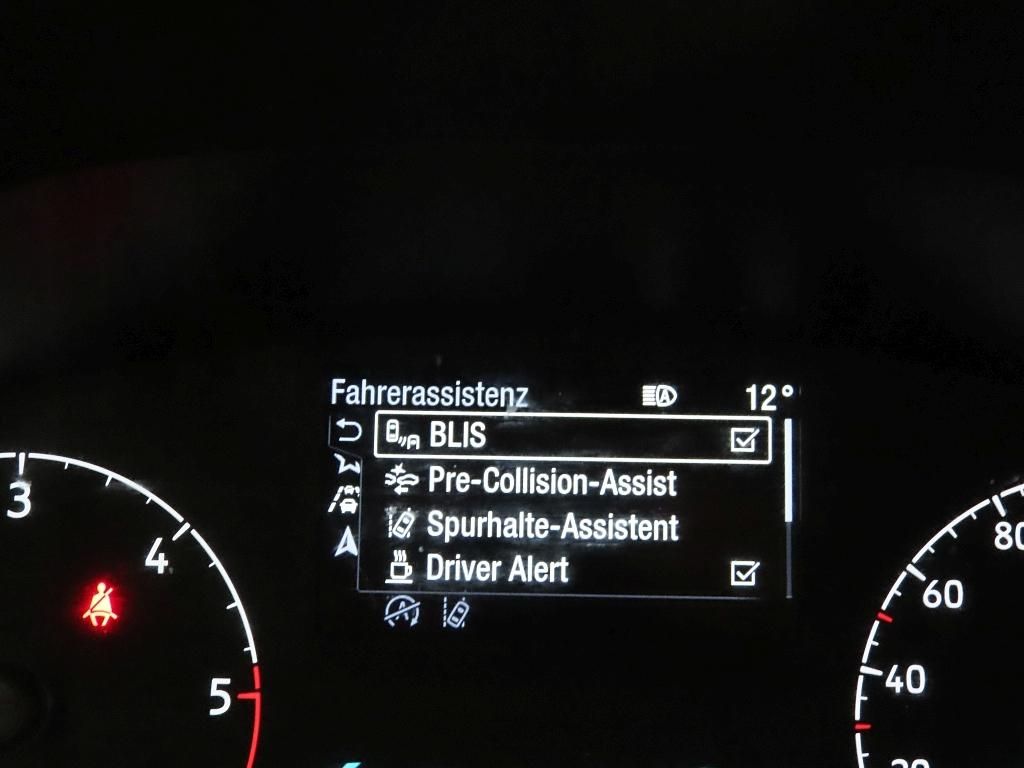 Fahrerassistenz A 12°
BLIS
Pre-Collision-Assist
Spurhalte-Assistent
Driver Alert
A
3
4
5
80
60
40